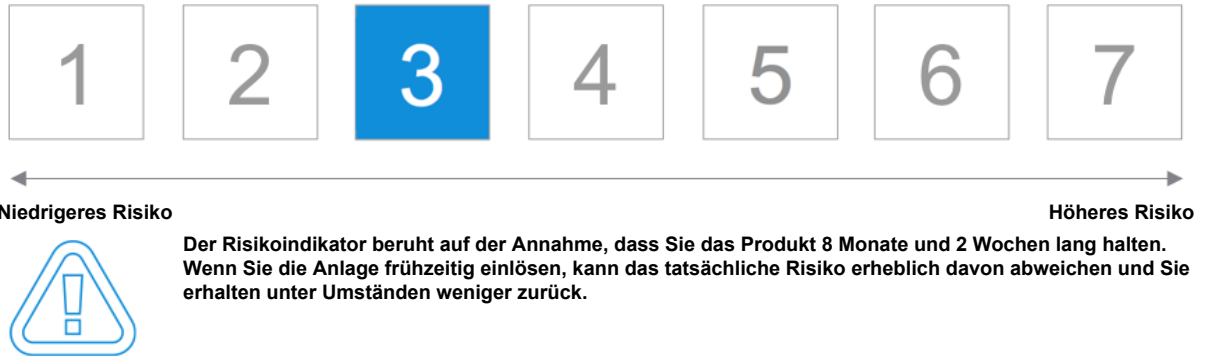 1 2 3 4 5 6 7
Niedrigeres Risiko Höheres Risiko
Der Risikoindikator beruht auf der Annahme, dass Sie das Produkt 8 Monate und 2 Wochen lang halten.
Wenn Sie die Anlage frühzeitig einlösen, kann das tatsächliche Risiko erheblich davon abweichen und Sie
erhalten unter Umständen weniger zurück.